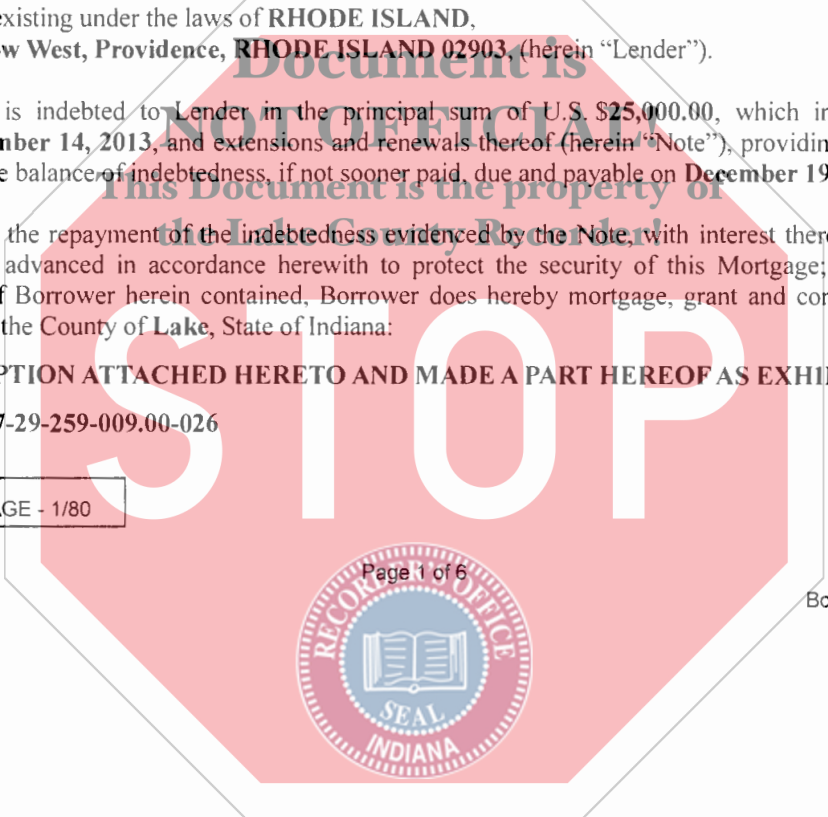 existing under the laws of RHODE ISLAND,
w West, Providence, RHODE ISLAND 02903, (herein “Lender”).
Document is
is indebted to Lender in the principal sum of U.S. $25,000.00, which in
NOT OFFICIAL
mber 14, 2013, and extensions and renewals thereof (herein “Note”), providin
e balance of indebtedness, if not sooner paid, due and payable on December 19
This Document is the property of
the Lake County Recorder!
the repayment of the indebtedness evidenced by the Note, with interest there
advanced in accordance herewith to protect the security of this Mortgage;
f Borrower herein contained, Borrower does hereby mortgage, grant and con
the County of Lake, State of Indiana:
STOP
PTION ATTACHED HERETO AND MADE A PART HEREOF AS EXHI
7-29-259-009.00-026
AGE - 1/80
Page 1 of 6
Bo
RECORDER'S OFFICE
SEAL
INDIANA